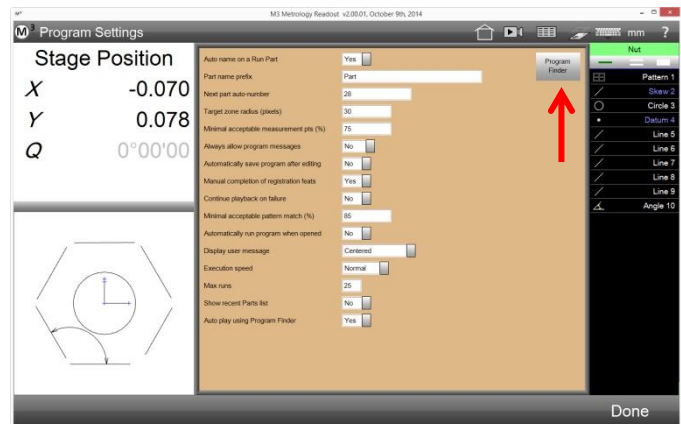 M³
M3 Metrology Readout v2.00.01, October 9th, 2014
M³ Program Settings
mm ?
Stage Position
X -0.070
Y 0.078
Q 0°00'00
Auto name on a Run Part Yes
Part name prefix Part
Next part auto-number 28
Target zone radius (pixels) 30
Minimal acceptable measurement pts (%) 75
Always allow program messages No
Automatically save program after editing No
Manual completion of registration feats Yes
Continue playback on failure No
Minimal acceptable pattern match (%) 85
Automatically run program when opened No
Display user message Centered
Execution speed Normal
Max runs 25
Show recent Parts list No
Auto play using Program Finder Yes
Program
Finder
Nut
Pattern 1
Skew 2
Circle 3
Datum 4
Line 5
Line 6
Line 7
Line 8
Line 9
Angle 10
Done